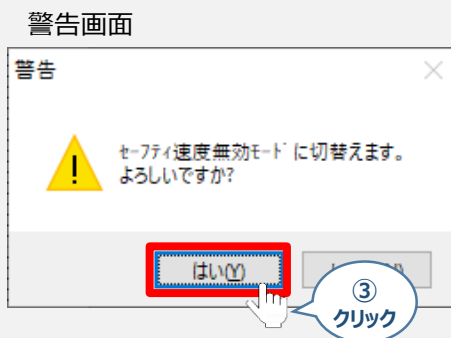 警告画面
警告
ｾｰﾌﾃｨ速度無効ﾓｰﾄﾞに切替えます。
よろしいですか?
はい(Y)
③
クリック